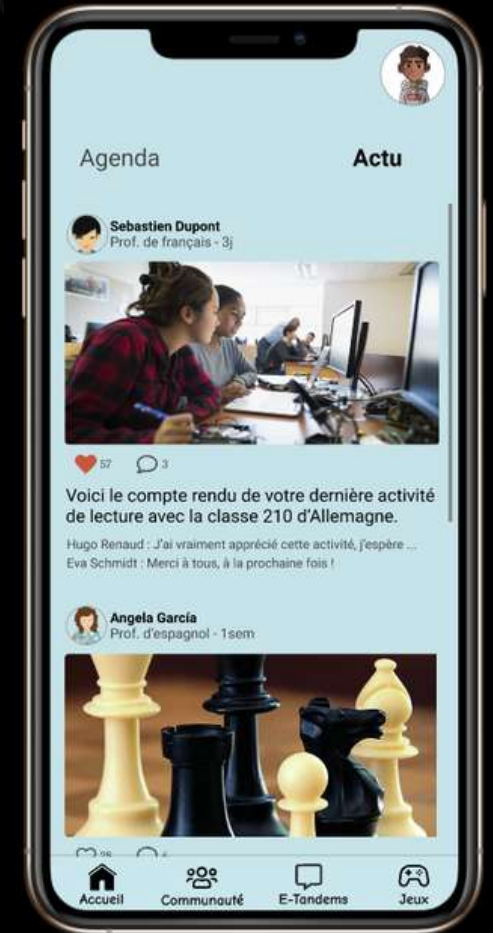 Agenda
Actu
Sebastien Dupont
Prof. de français - 3j
57
3
Voici le compte rendu de votre dernière activité
de lecture avec la classe 210 d'Allemagne.
Hugo Renaud : J'ai vraiment apprécié cette activité, j'espère ...
Eva Schmidt : Merci à tous, à la prochaine fois !
Angela García
Prof. d'espagnol - 1sem
Accueil
Communauté
E-Tandems
Jeux